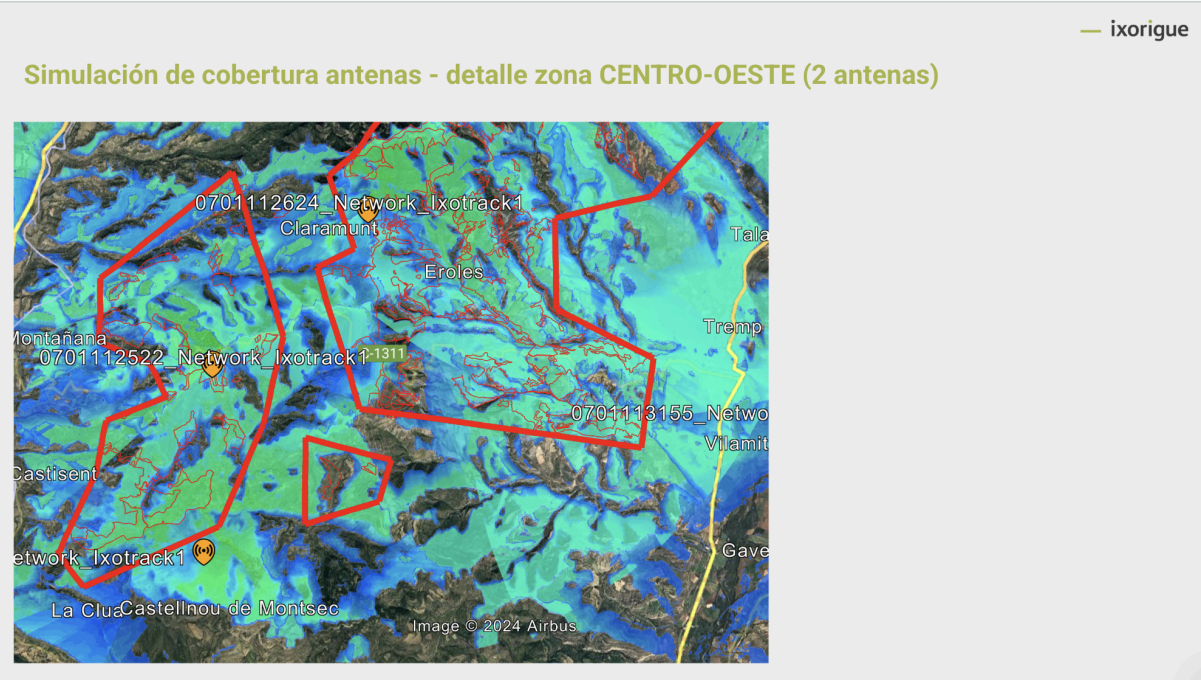 ixorigue
Simulación de cobertura antenas - detalle zona CENTRO-OESTE (2 antenas)
0701112624_Network_Ixotrack1
Claramunt
Tala
Eroles
Tremp
Montañana
-1311
0701112522_Network_Ixotrack1
0701113155_Netwo
Vilamit
Castisent
Gave
etwork_Ixotrack1
La Clua
Castellnou de Montsec
Image © 2024 Airbus